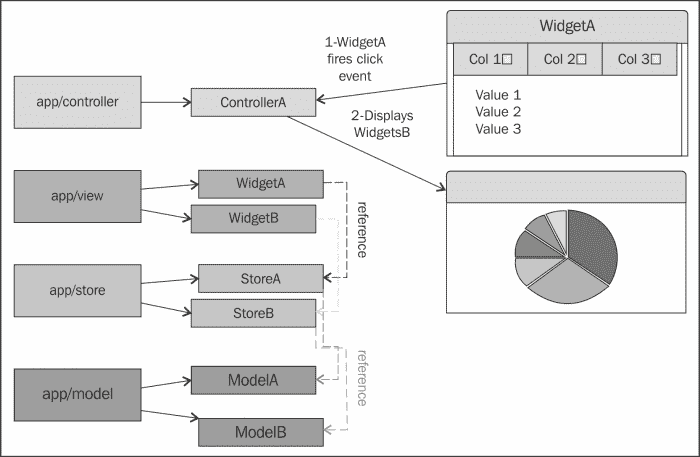 WidgetA
1-WidgetA
fires click
event
Col 1 Col 2 Col 3
app/controller
ControllerA
Value 1
Value 2
Value 3
2-Displays
WidgetsB
app/view
WidgetA
WidgetB
reference
app/store
StoreA
StoreB
reference
app/model
ModelA
ModelB